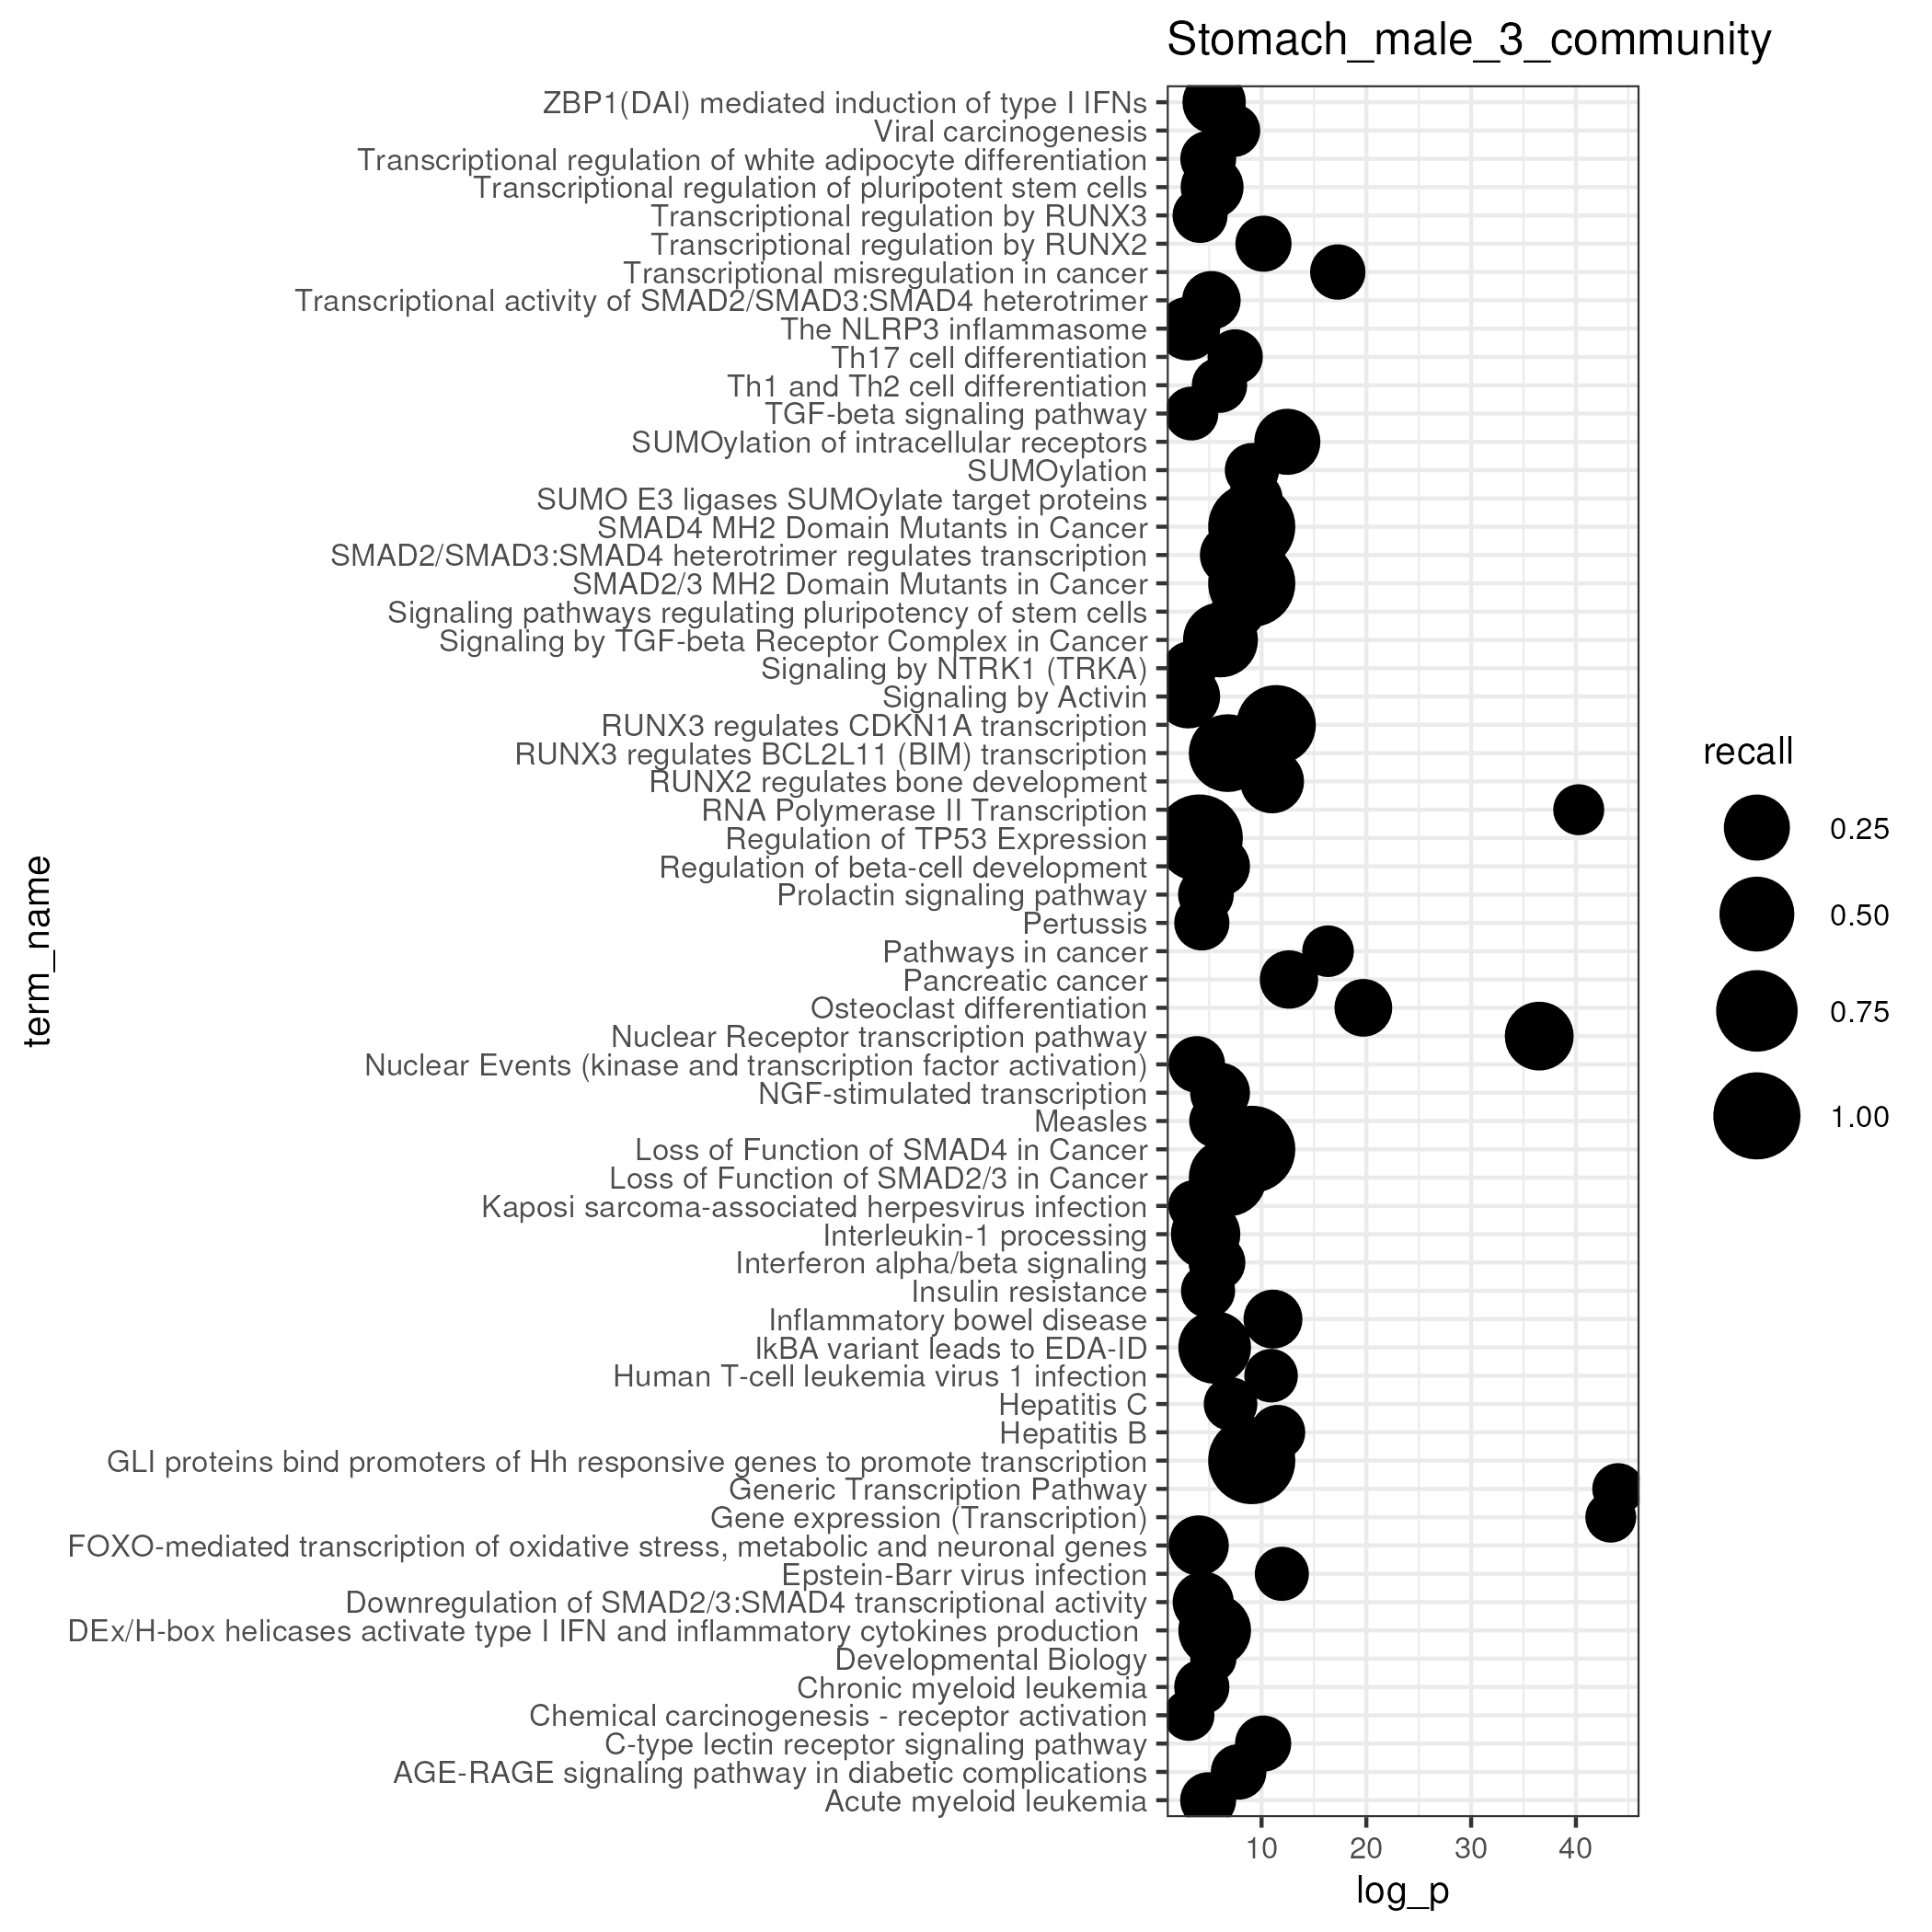 Stomach_male_3_community
ZBP1(DAI) mediated induction of type I IFNs
Viral carcinogenesis
Transcriptional regulation of white adipocyte differentiation
Transcriptional regulation of pluripotent stem cells
Transcriptional regulation by RUNX3
Transcriptional regulation by RUNX2
Transcriptional misregulation in cancer
Transcriptional activity of SMAD2/SMAD3:SMAD4 heterotrimer
The NLRP3 inflammasome
Th17 cell differentiation
Th1 and Th2 cell differentiation
TGF-beta signaling pathway
SUMOylation of intracellular receptors
SUMOylation
SUMO E3 ligases SUMOylate target proteins
SMAD4 MH2 Domain Mutants in Cancer
SMAD2/SMAD3:SMAD4 heterotrimer regulates transcription
SMAD2/3 MH2 Domain Mutants in Cancer
Signaling pathways regulating pluripotency of stem cells
Signaling by TGF-beta Receptor Complex in Cancer
Signaling by NTRK1 (TRKA)
Signaling by Activin
RUNX3 regulates CDKN1A transcription
RUNX3 regulates BCL2L11 (BIM) transcription
RUNX2 regulates bone development
RNA Polymerase II Transcription
Regulation of TP53 Expression
Regulation of beta-cell development
Prolactin signaling pathway
Pertussis
Pathways in cancer
Pancreatic cancer
Osteoclast differentiation
Nuclear Receptor transcription pathway
Nuclear Events (kinase and transcription factor activation)
NGF-stimulated transcription
Measles
Loss of Function of SMAD4 in Cancer
Loss of Function of SMAD2/3 in Cancer
Kaposi sarcoma-associated herpesvirus infection
Interleukin-1 processing
Interferon alpha/beta signaling
Insulin resistance
Inflammatory bowel disease
IkBA variant leads to EDA-ID
Human T-cell leukemia virus 1 infection
Hepatitis C
Hepatitis B
GLI proteins bind promoters of Hh responsive genes to promote transcription
Generic Transcription Pathway
Gene expression (Transcription)
FOXO-mediated transcription of oxidative stress, metabolic and neuronal genes
Epstein-Barr virus infection
Downregulation of SMAD2/3:SMAD4 transcriptional activity
DEx/H-box helicases activate type I IFN and inflammatory cytokines production
Developmental Biology
Chronic myeloid leukemia
Chemical carcinogenesis - receptor activation
C-type lectin receptor signaling pathway
AGE-RAGE signaling pathway in diabetic complications
Acute myeloid leukemia
term_name
10 20 30 40
log_p
recall
0.25
0.50
0.75
1.00